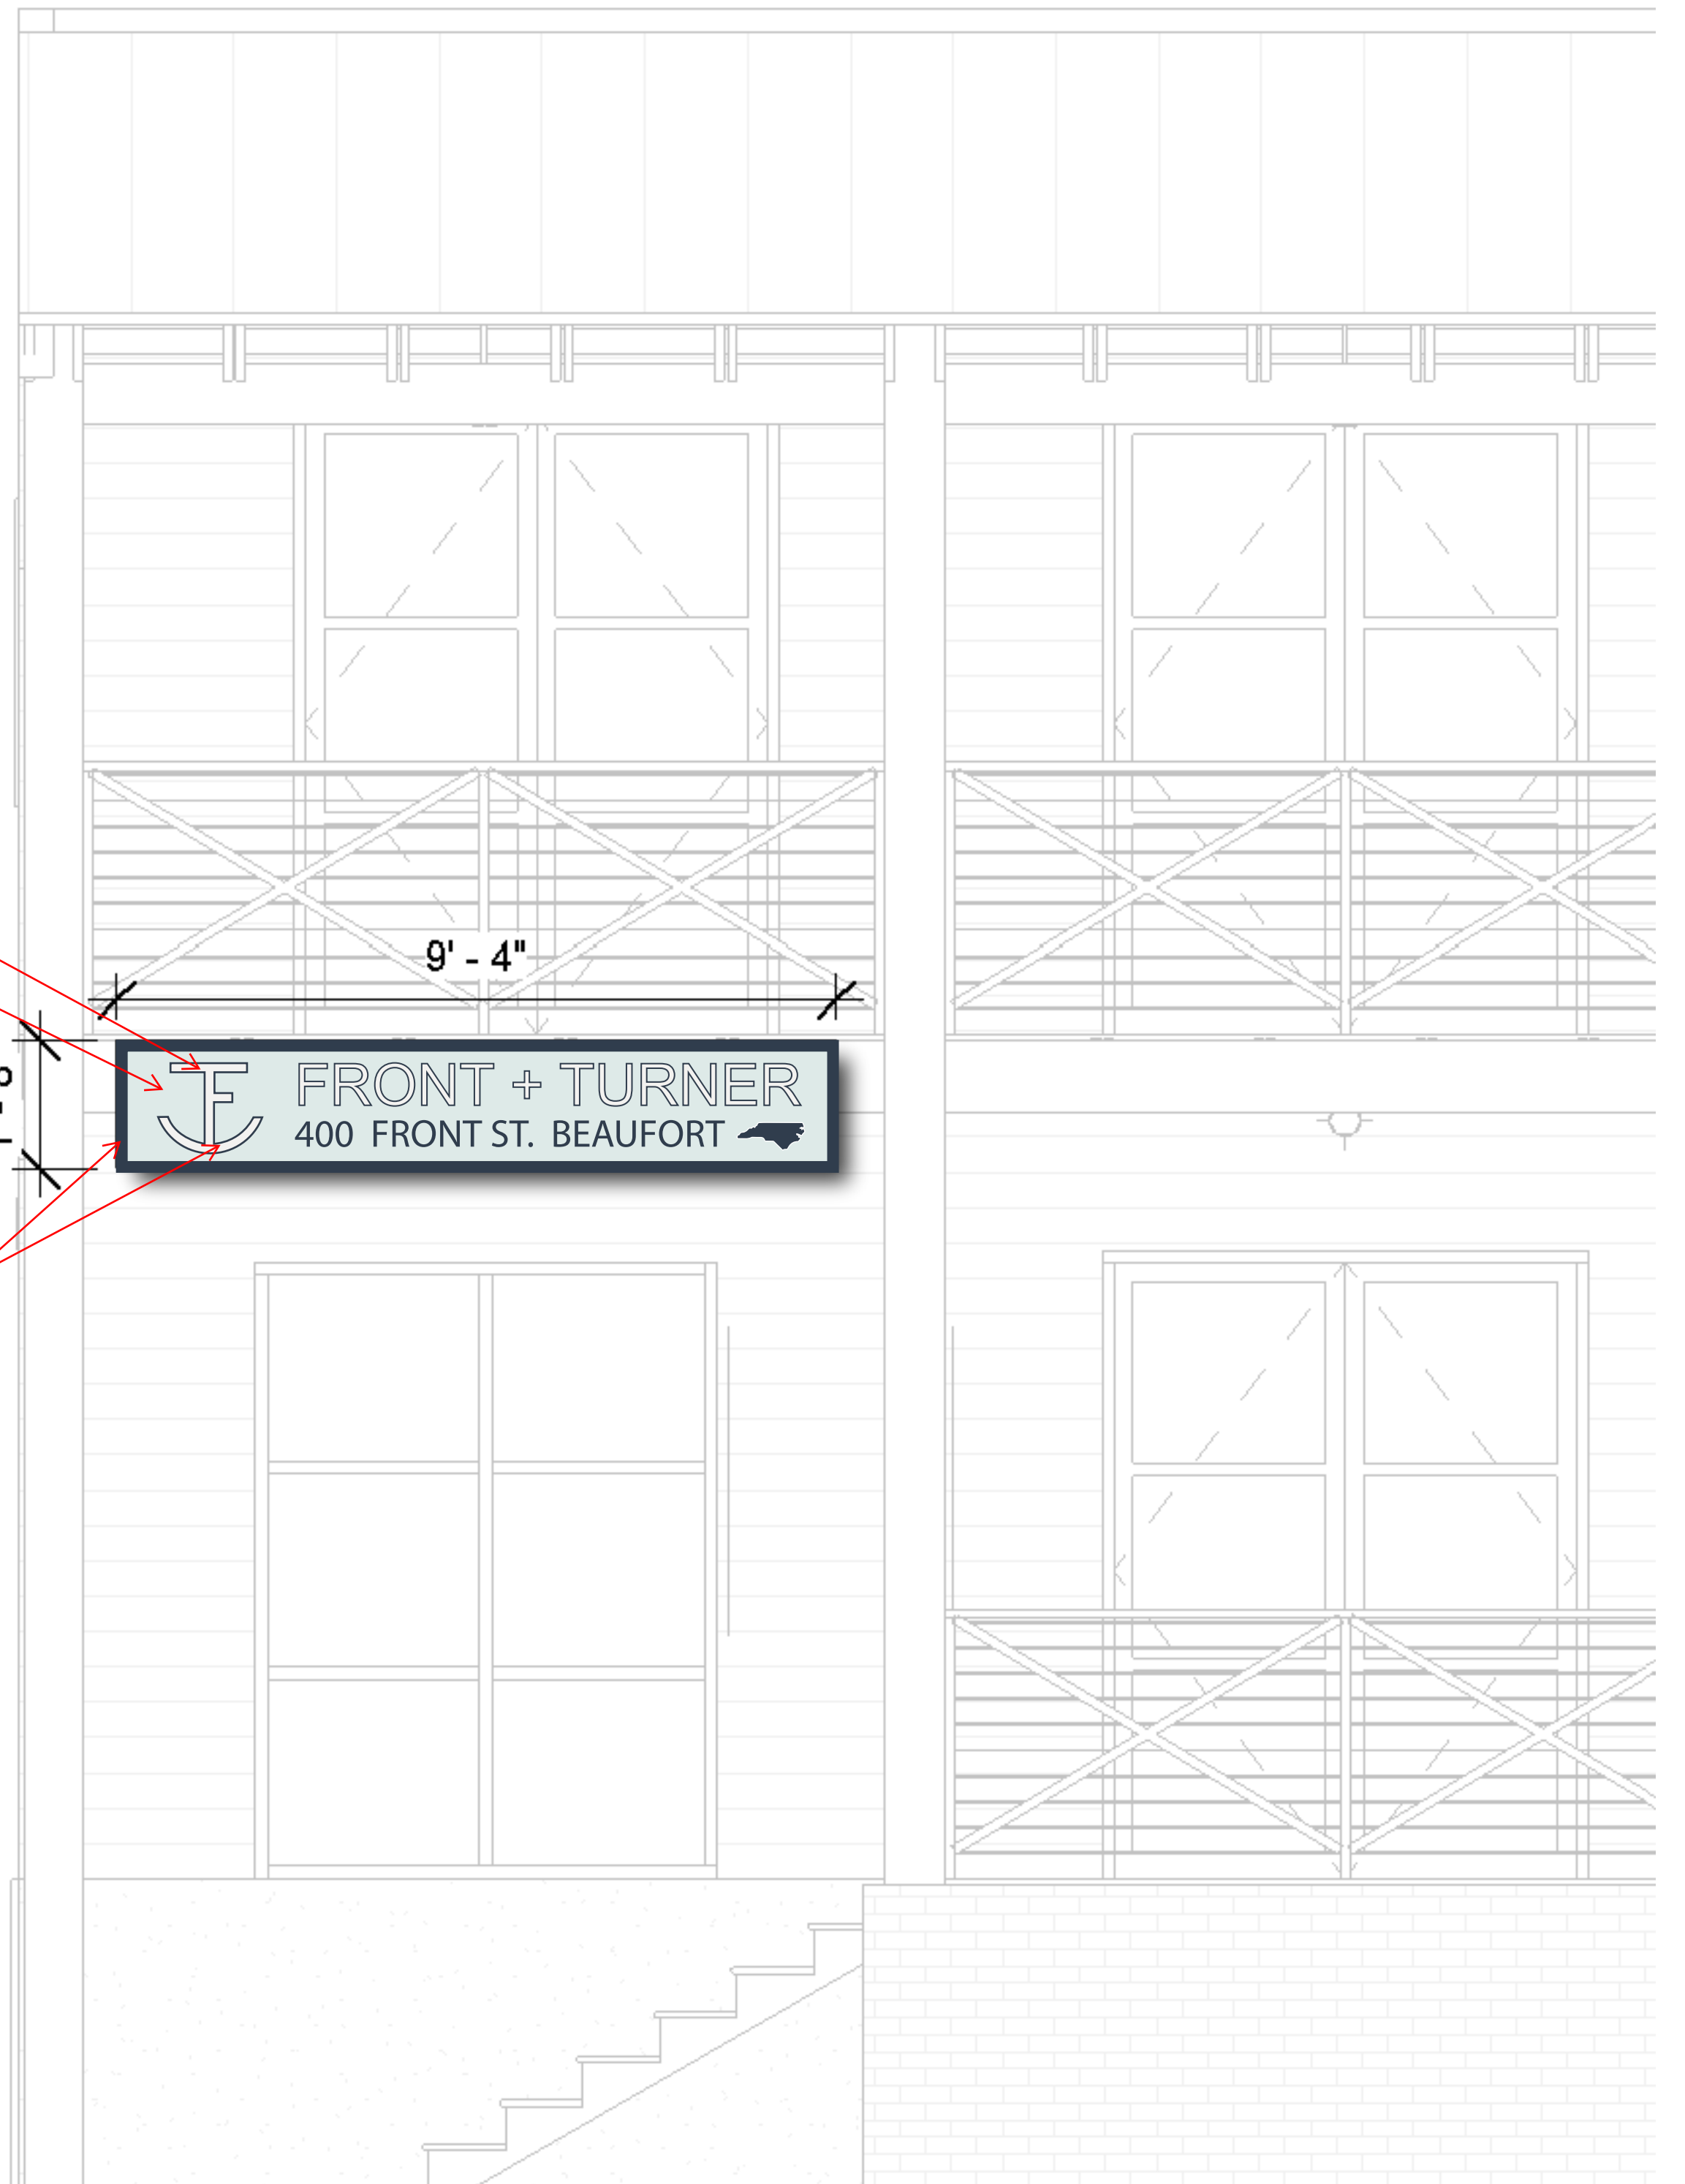 9' - 4"
FRONT + TURNER
400 FRONT ST. BEAUFORT